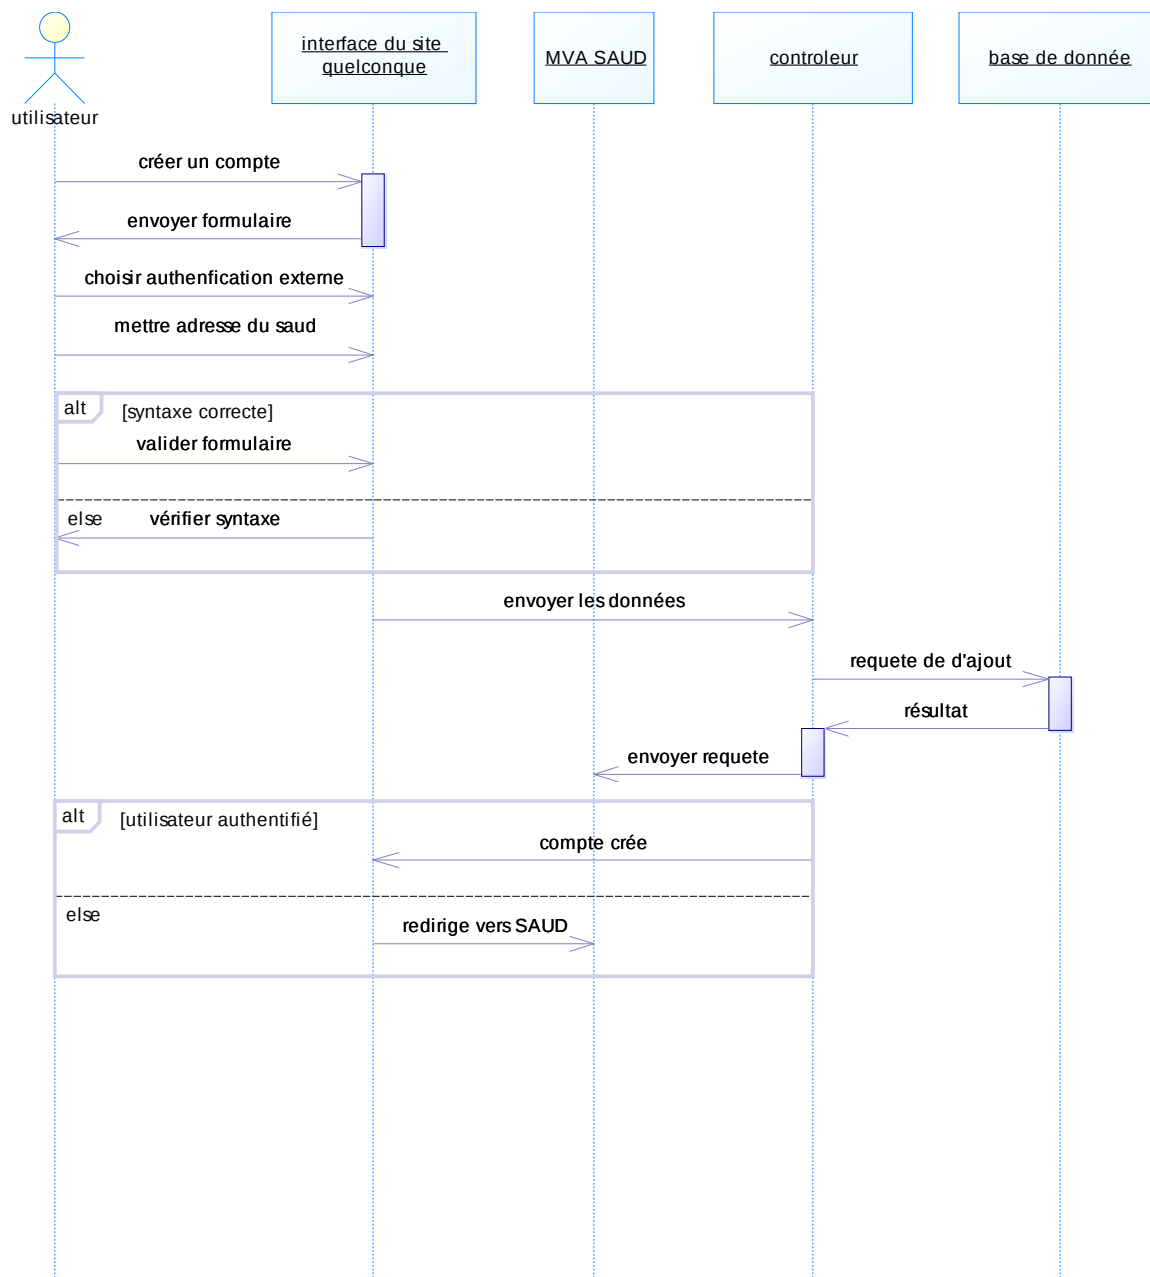 interface du site
quelconque
MVA SAUD
controleur
base de donnée
utilisateur
créer un compte
envoyer formulaire
choisir authenfication externe
mettre adresse du saud
alt
[syntaxe correcte]
valider formulaire
else
vérifier syntaxe
envoyer les données
requete de d'ajout
résultat
envoyer requete
alt
[utilisateur authentifié]
compte crée
else
redirige vers SAUD